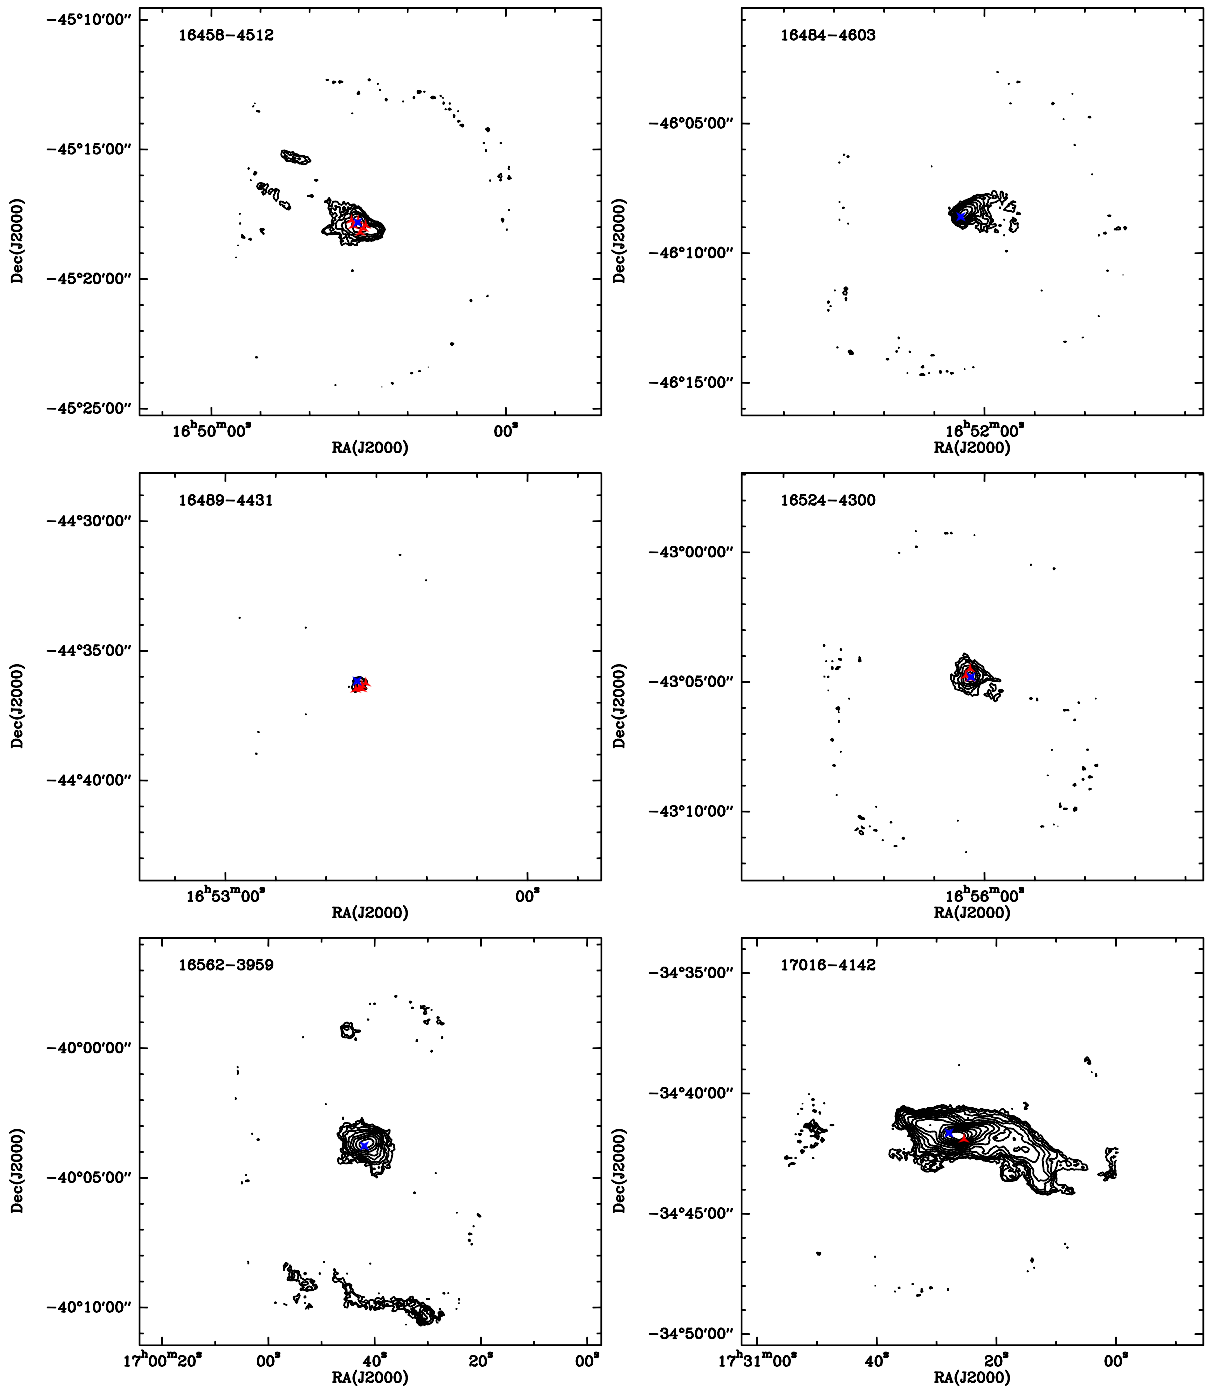 16458−4512
−45°10′00″
−45°15′00″
−45°20′00″
−45°25′00″
Dec(J2000)
16ʰ50ᵐ00ˢ 00ˢ
RA(J2000)
16484−4603
−46°05′00″
−46°10′00″
−46°15′00″
Dec(J2000)
16ʰ52ᵐ00ˢ
RA(J2000)
16489−4431
−44°30′00″
−44°35′00″
−44°40′00″
Dec(J2000)
16ʰ53ᵐ00ˢ 00ˢ
RA(J2000)
16524−4300
−43°00′00″
−43°05′00″
−43°10′00″
Dec(J2000)
16ʰ56ᵐ00ˢ
RA(J2000)
16562−3959
−40°00′00″
−40°05′00″
−40°10′00″
Dec(J2000)
17ʰ00ᵐ20ˢ 00ˢ 40ˢ 20ˢ 00ˢ
RA(J2000)
17016−4142
−34°35′00″
−34°40′00″
−34°45′00″
−34°50′00″
Dec(J2000)
17ʰ31ᵐ00ˢ 40ˢ 20ˢ 00ˢ
RA(J2000)